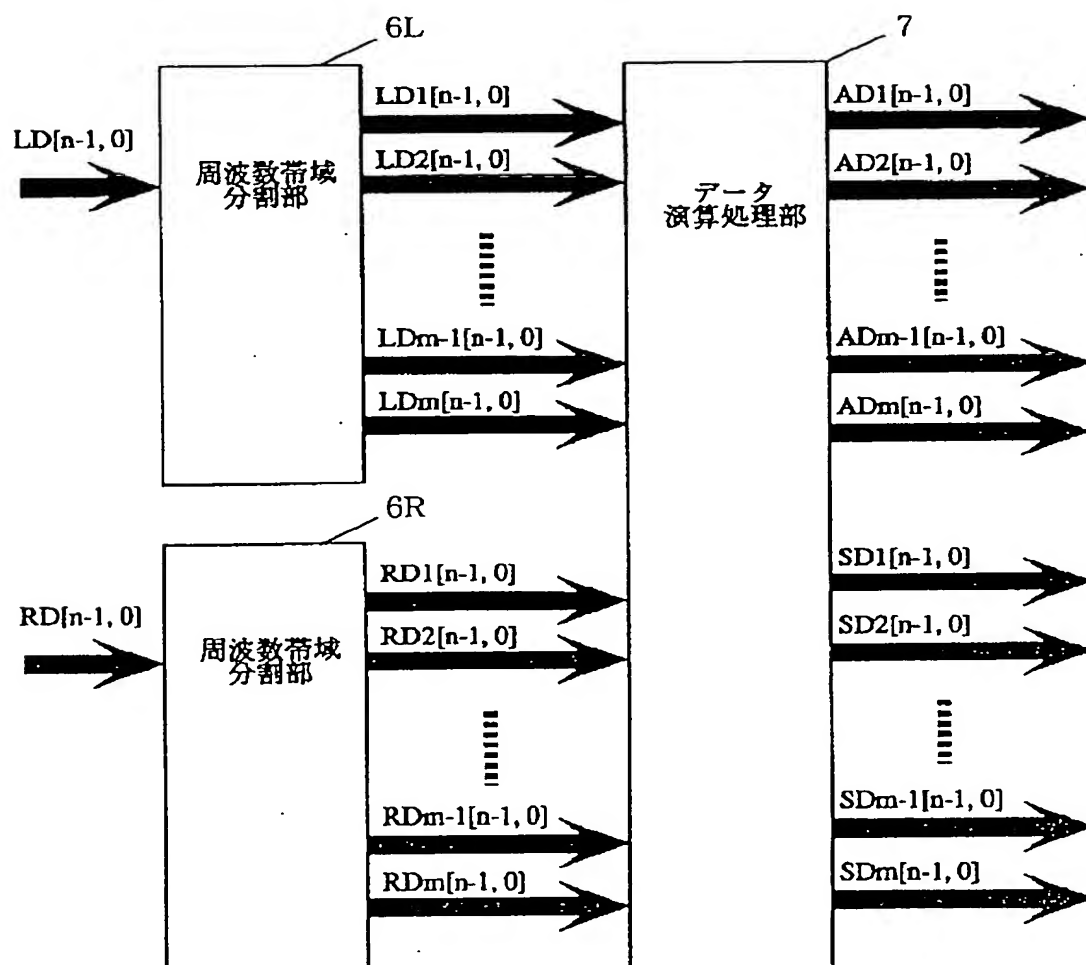 6L
7
LD[n-1, 0]
周波数帯域
分割部
LD1[n-1, 0]
LD2[n-1, 0]
LDm-1[n-1, 0]
LDm[n-1, 0]
データ
演算処理部
AD1[n-1, 0]
AD2[n-1, 0]
ADm-1[n-1, 0]
ADm[n-1, 0]
6R
RD[n-1, 0]
周波数帯域
分割部
RD1[n-1, 0]
RD2[n-1, 0]
RDm-1[n-1, 0]
RDm[n-1, 0]
SD1[n-1, 0]
SD2[n-1, 0]
SDm-1[n-1, 0]
SDm[n-1, 0]